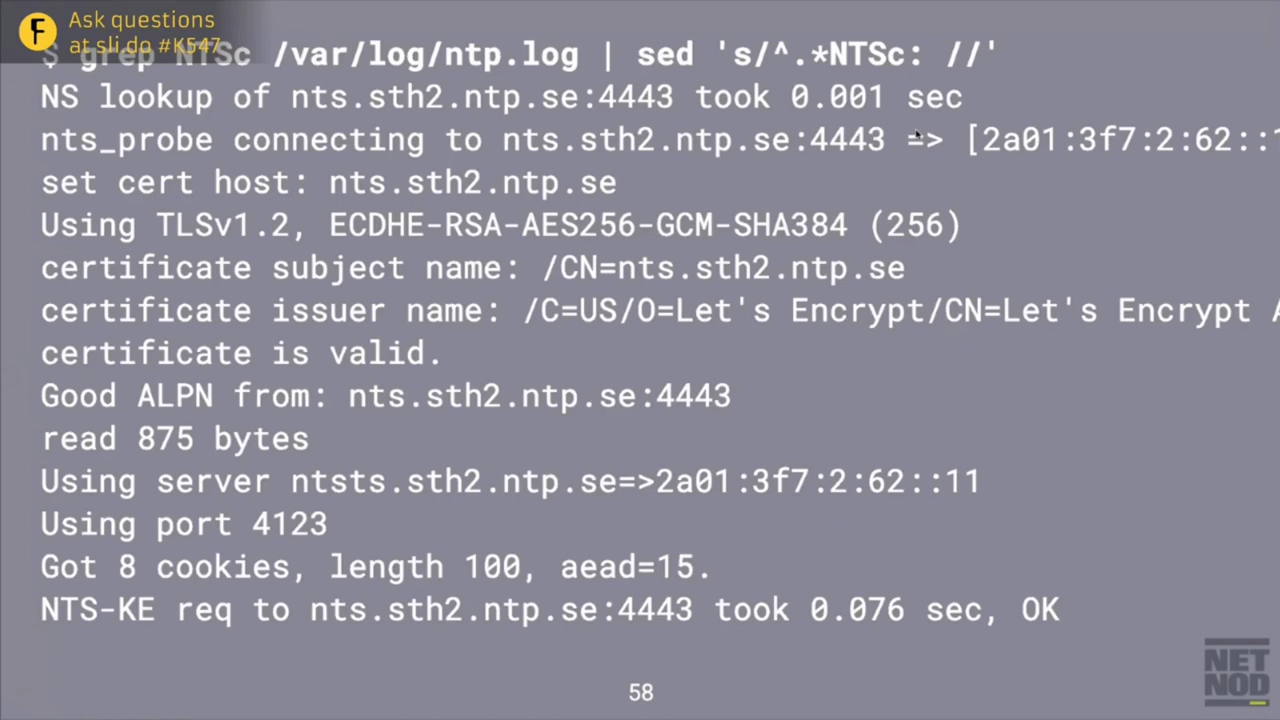 F
Ask questions
at sli.do #K547
$ grep NTSc /var/log/ntp.log | sed 's/^.*NTSc: //'
NS lookup of nts.sth2.ntp.se:4443 took 0.001 sec
nts_probe connecting to nts.sth2.ntp.se:4443 => [2a01:3f7:2:62::
set cert host: nts.sth2.ntp.se
Using TLSv1.2, ECDHE-RSA-AES256-GCM-SHA384 (256)
certificate subject name: /CN=nts.sth2.ntp.se
certificate issuer name: /C=US/O=Let's Encrypt/CN=Let's Encrypt
certificate is valid.
Good ALPN from: nts.sth2.ntp.se:4443
read 875 bytes
Using server ntsts.sth2.ntp.se=>2a01:3f7:2:62::11
Using port 4123
Got 8 cookies, length 100, aead=15.
NTS-KE req to nts.sth2.ntp.se:4443 took 0.076 sec, OK
58
NET
NOD